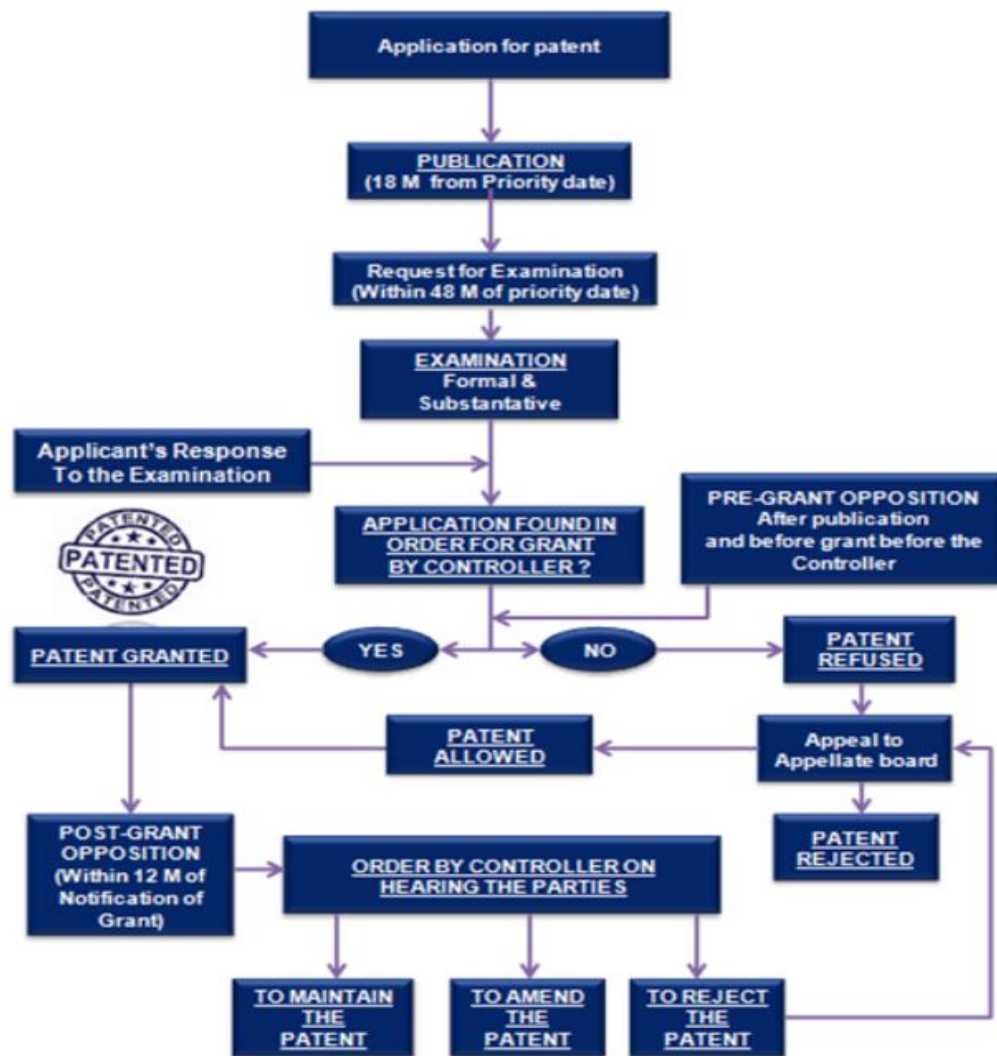 Application for patent
PUBLICATION
(18 M from Priority date)
Request for Examination
(Within 48 M of priority date)
EXAMINATION
Formal &
Substantative
Applicant's Response
To the Examination
APPLICATION FOUND IN
ORDER FOR GRANT
BY CONTROLLER ?
PRE-GRANT OPPOSITION
After publication
and before grant before the
Controller
PATENTED
PATENTED
PATENTED
PATENT GRANTED
YES
NO
PATENT
REFUSED
PATENT
ALLOWED
Appeal to
Appellate board
PATENT
REJECTED
POST-GRANT
OPPOSITION
(Within 12 M of
Notification of
Grant)
ORDER BY CONTROLLER ON
HEARING THE PARTIES
TO MAINTAIN
THE
PATENT
TO AMEND
THE
PATENT
TO REJECT
THE
PATENT